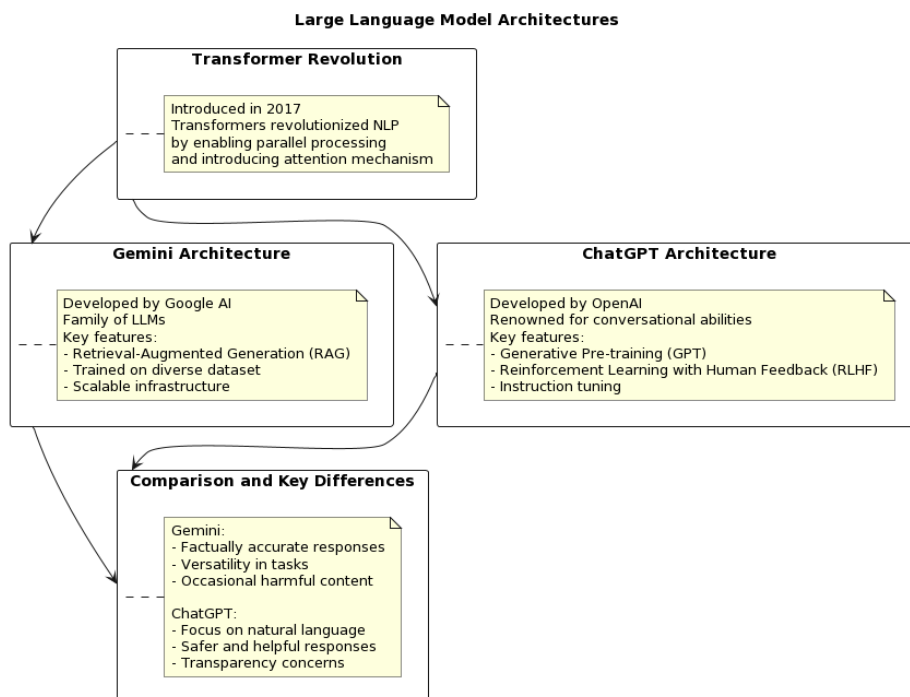 Large Language Model Architectures
Transformer Revolution
Introduced in 2017
Transformers revolutionized NLP
by enabling parallel processing
and introducing attention mechanism
Gemini Architecture
Developed by Google AI
Family of LLMs
Key features:
- Retrieval-Augmented Generation (RAG)
- Trained on diverse dataset
- Scalable infrastructure
ChatGPT Architecture
Developed by OpenAI
Renowned for conversational abilities
Key features:
- Generative Pre-training (GPT)
- Reinforcement Learning with Human Feedback (RLHF)
- Instruction tuning
Comparison and Key Differences
Gemini:
- Factually accurate responses
- Versatility in tasks
- Occasional harmful content
ChatGPT:
- Focus on natural language
- Safer and helpful responses
- Transparency concerns